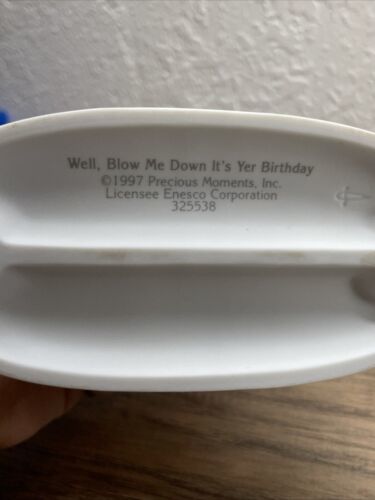 Well, Blow Me Down It's Yer Birthday
©1997 Precious Moments, Inc.
Licensee Enesco Corporation
325538